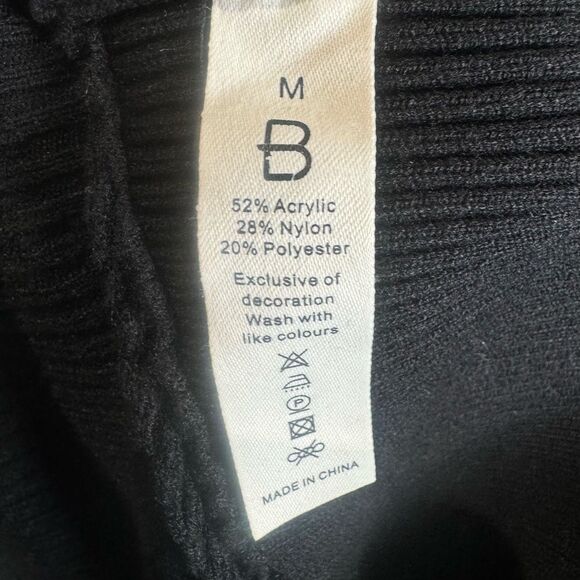 M
B
52% Acrylic
28% Nylon
20% Polyester
Exclusive of
decoration
Wash with
like colours
P
MADE IN CHINA